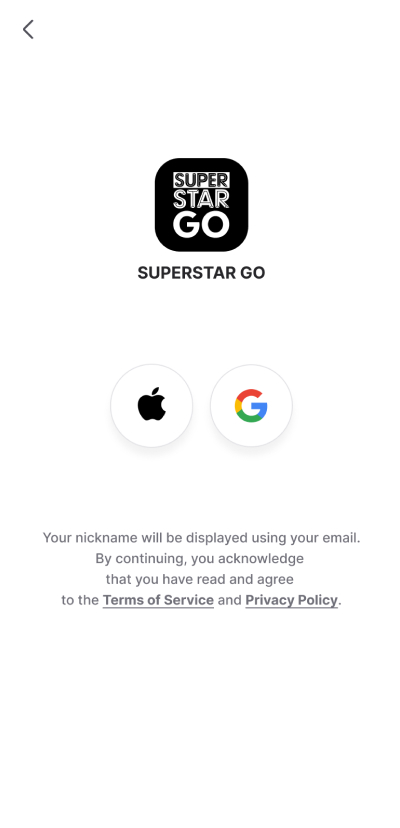 SUPER
STAR
GO
SUPERSTAR GO
Your nickname will be displayed using your email.
By continuing, you acknowledge
that you have read and agree
to the Terms of Service and Privacy Policy.